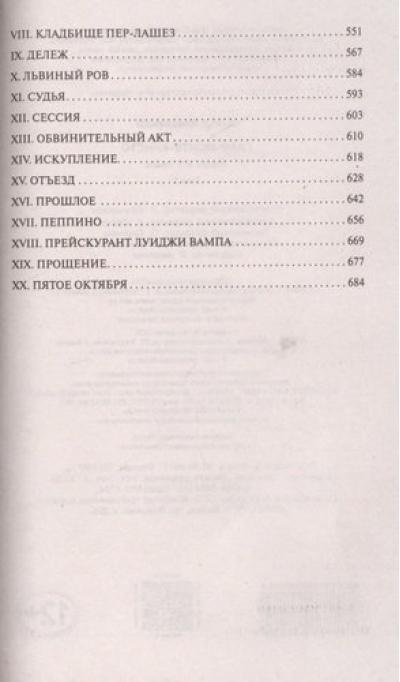 VIII. КЛАДБИЩЕ ПЕР-ЛАШЕЗ 551
IX. ДЕЛЕЖ 567
X. ЛЬВИНЫЙ РОВ 584
XI. СУДЬЯ 593
XII. СЕССИЯ 603
XIII. ОБВИНИТЕЛЬНЫЙ АКТ 610
XIV. ИСКУПЛЕНИЕ 618
XV. ОТЪЕЗД 628
XVI. ПРОШЛОЕ 642
XVII. ПЕППИНО 656
XVIII. ПРЕЙСКУРАНТ ЛУИДЖИ ВАМПА 669
XIX. ПРОЩЕНИЕ 677
XX. ПЯТОЕ ОКТЯБРЯ 684